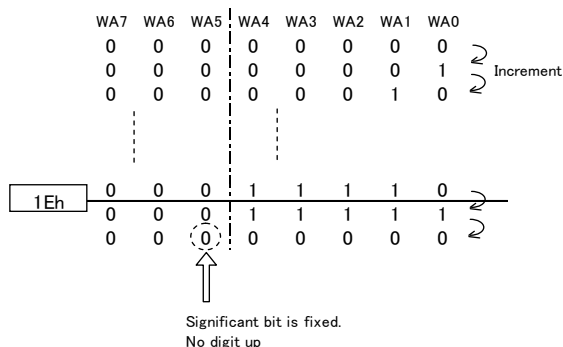 WA7 WA6 WA5 WA4 WA3 WA2 WA1 WA0
0 0 0 0 0 0 0 0
0 0 0 0 0 0 0 1 Increment
0 0 0 0 0 0 1 0
0 0 0 1 1 1 1 0
1Eh
0 0 0 1 1 1 1 1
0 0 0 0 0 0 0 0
Significant bit is fixed.
No digit up